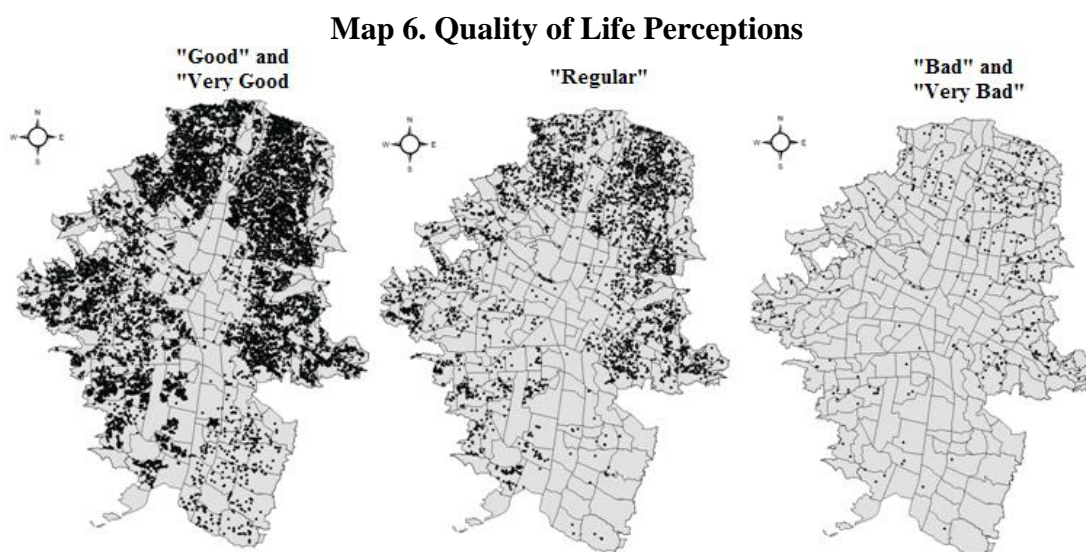 Map 6. Quality of Life Perceptions
"Good" and
"Very Good
"Regular"
"Bad" and
"Very Bad"
N
W E
S
N
W E
S
N
W E
S